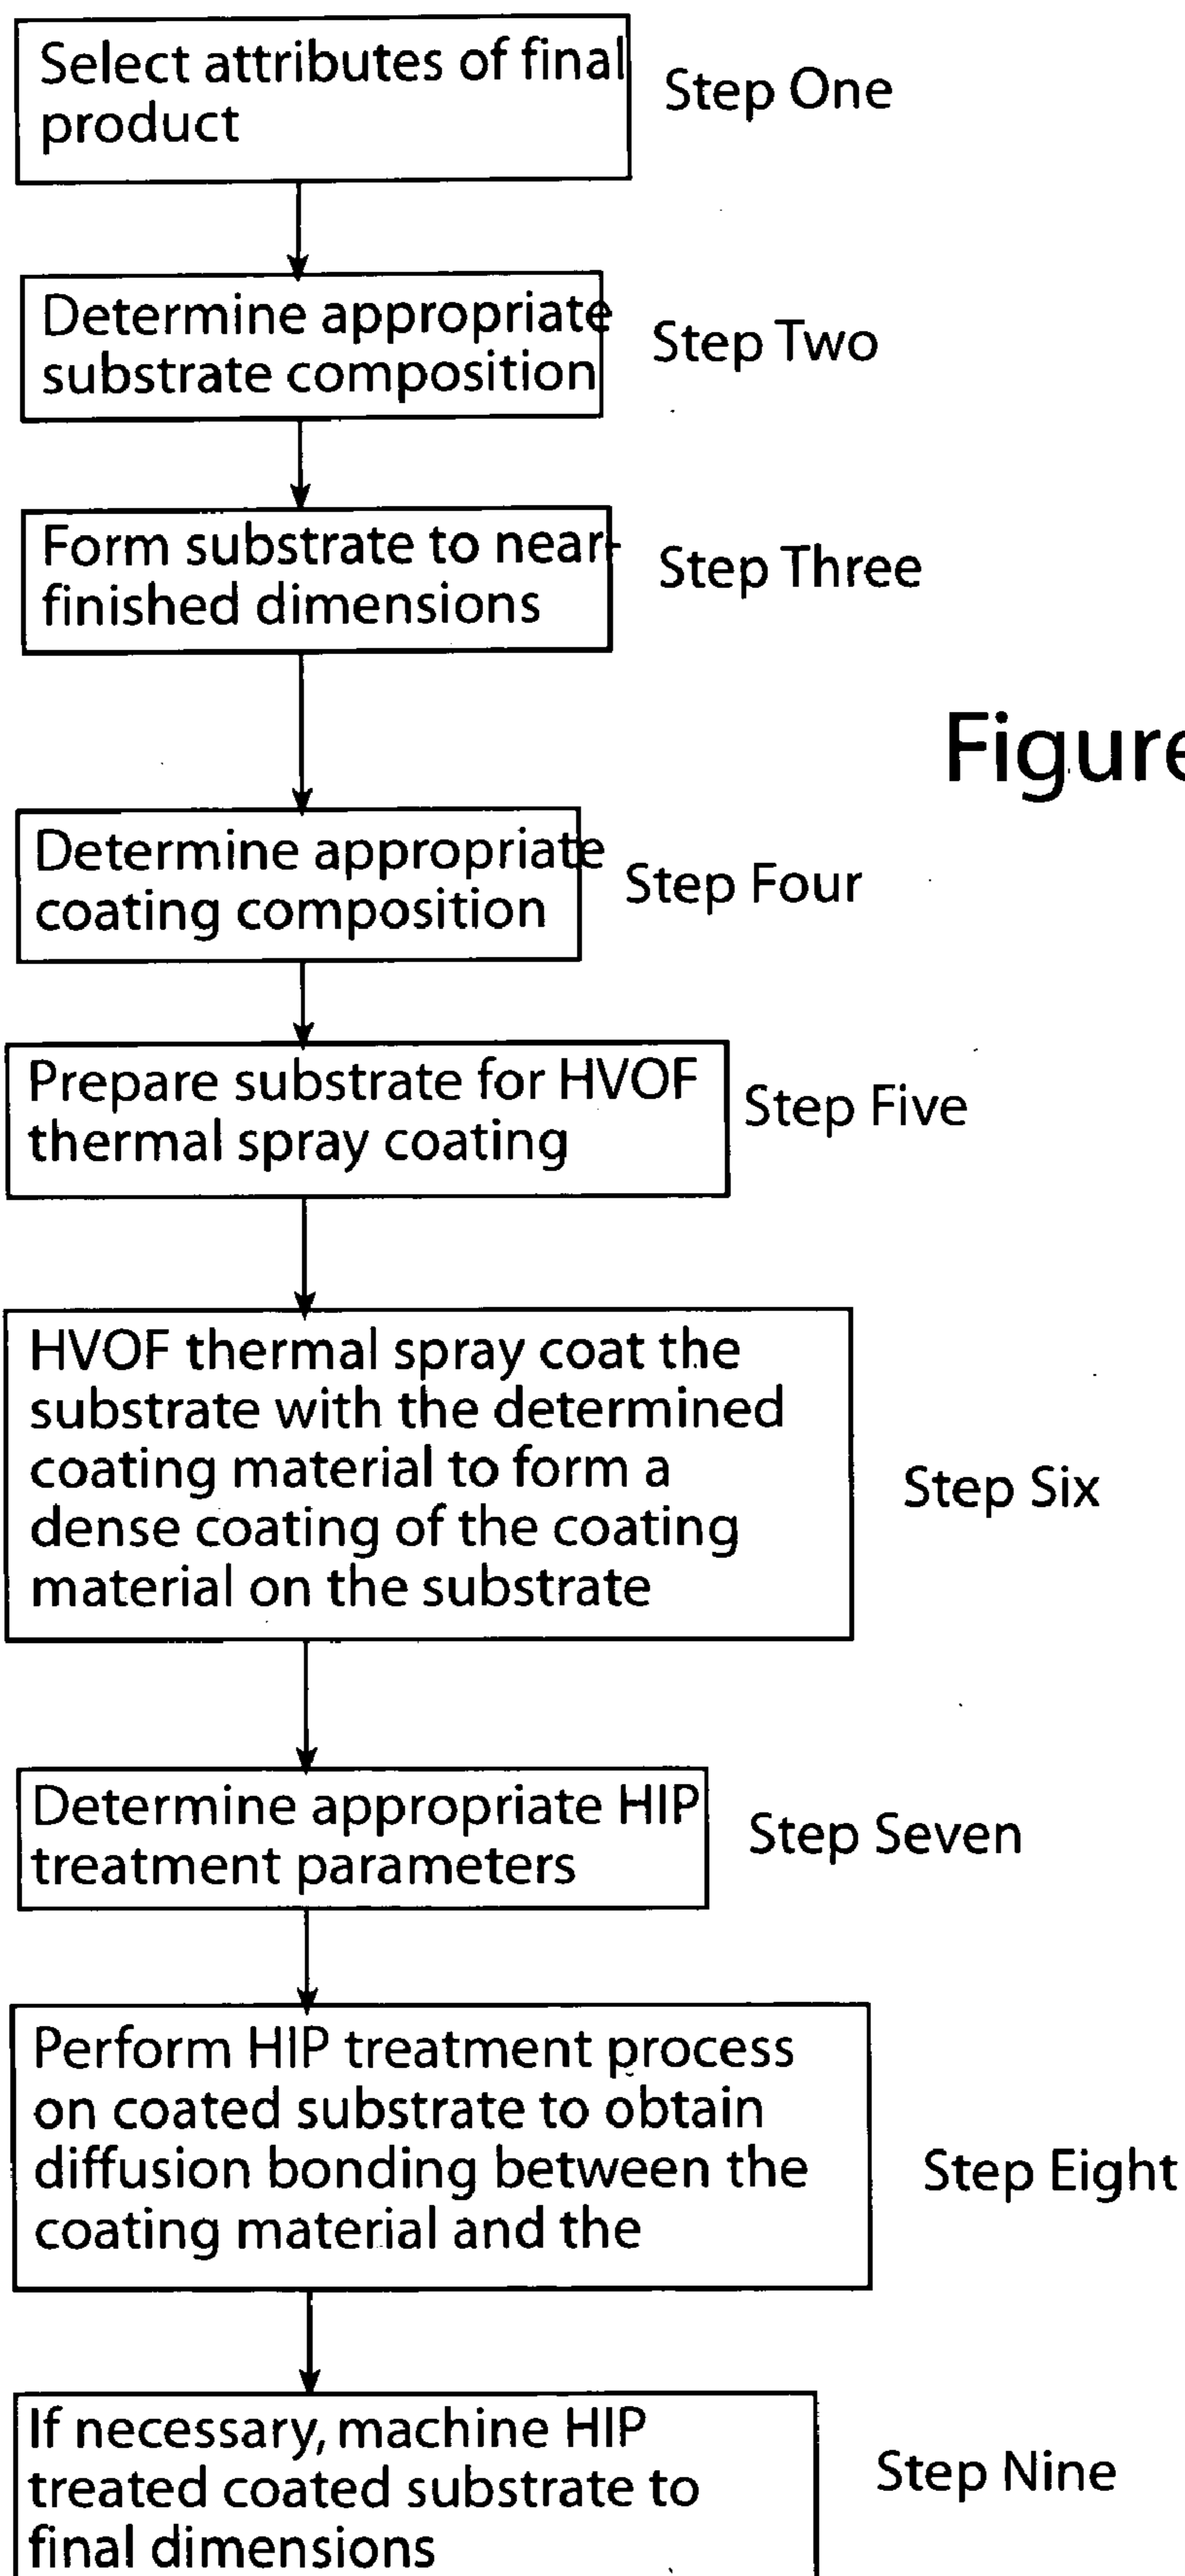 Select attributes of final
product
Step One
Determine appropriate
substrate composition
Step Two
Form substrate to near-
finished dimensions
Step Three
Figure
Determine appropriate
coating composition
Step Four
Prepare substrate for HVOF
thermal spray coating
Step Five
HVOF thermal spray coat the
substrate with the determined
coating material to form a
dense coating of the coating
material on the substrate
Step Six
Determine appropriate HIP
treatment parameters
Step Seven
Perform HIP treatment process
on coated substrate to obtain
diffusion bonding between the
coating material and the
Step Eight
If necessary, machine HIP
treated coated substrate to
final dimensions
Step Nine